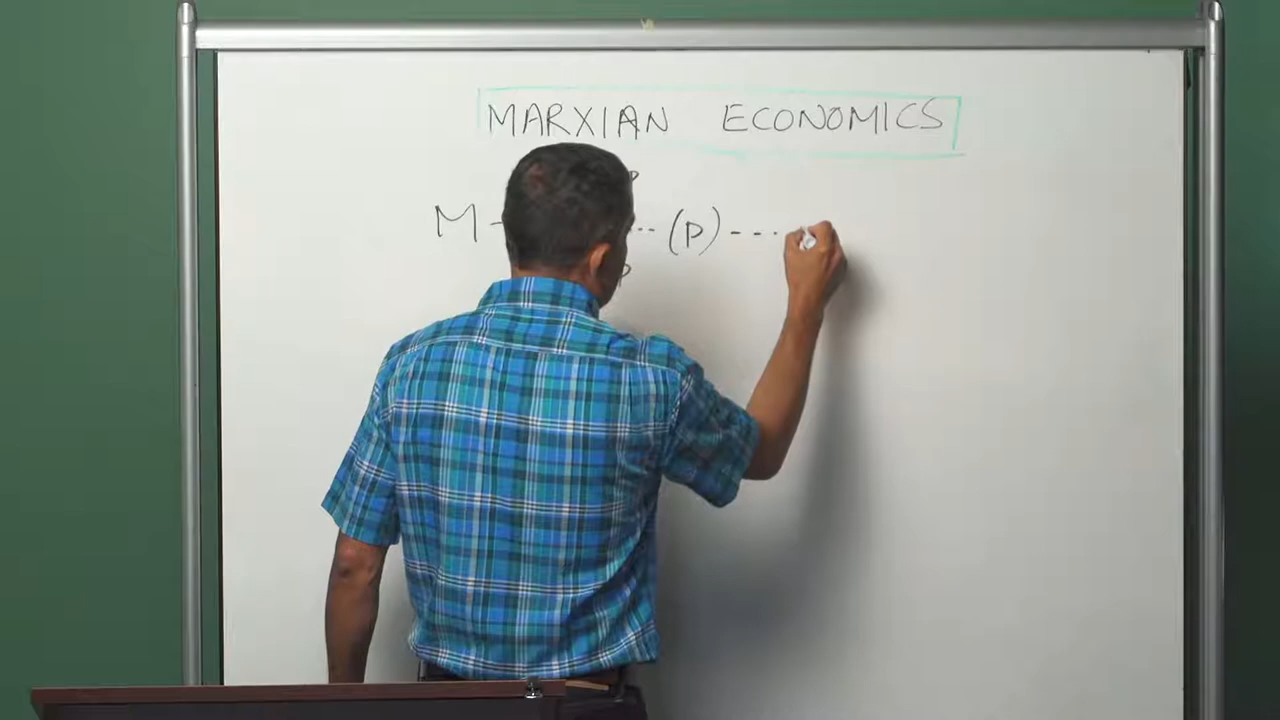 MARXIAN ECONOMICS
M - .. (P) ----